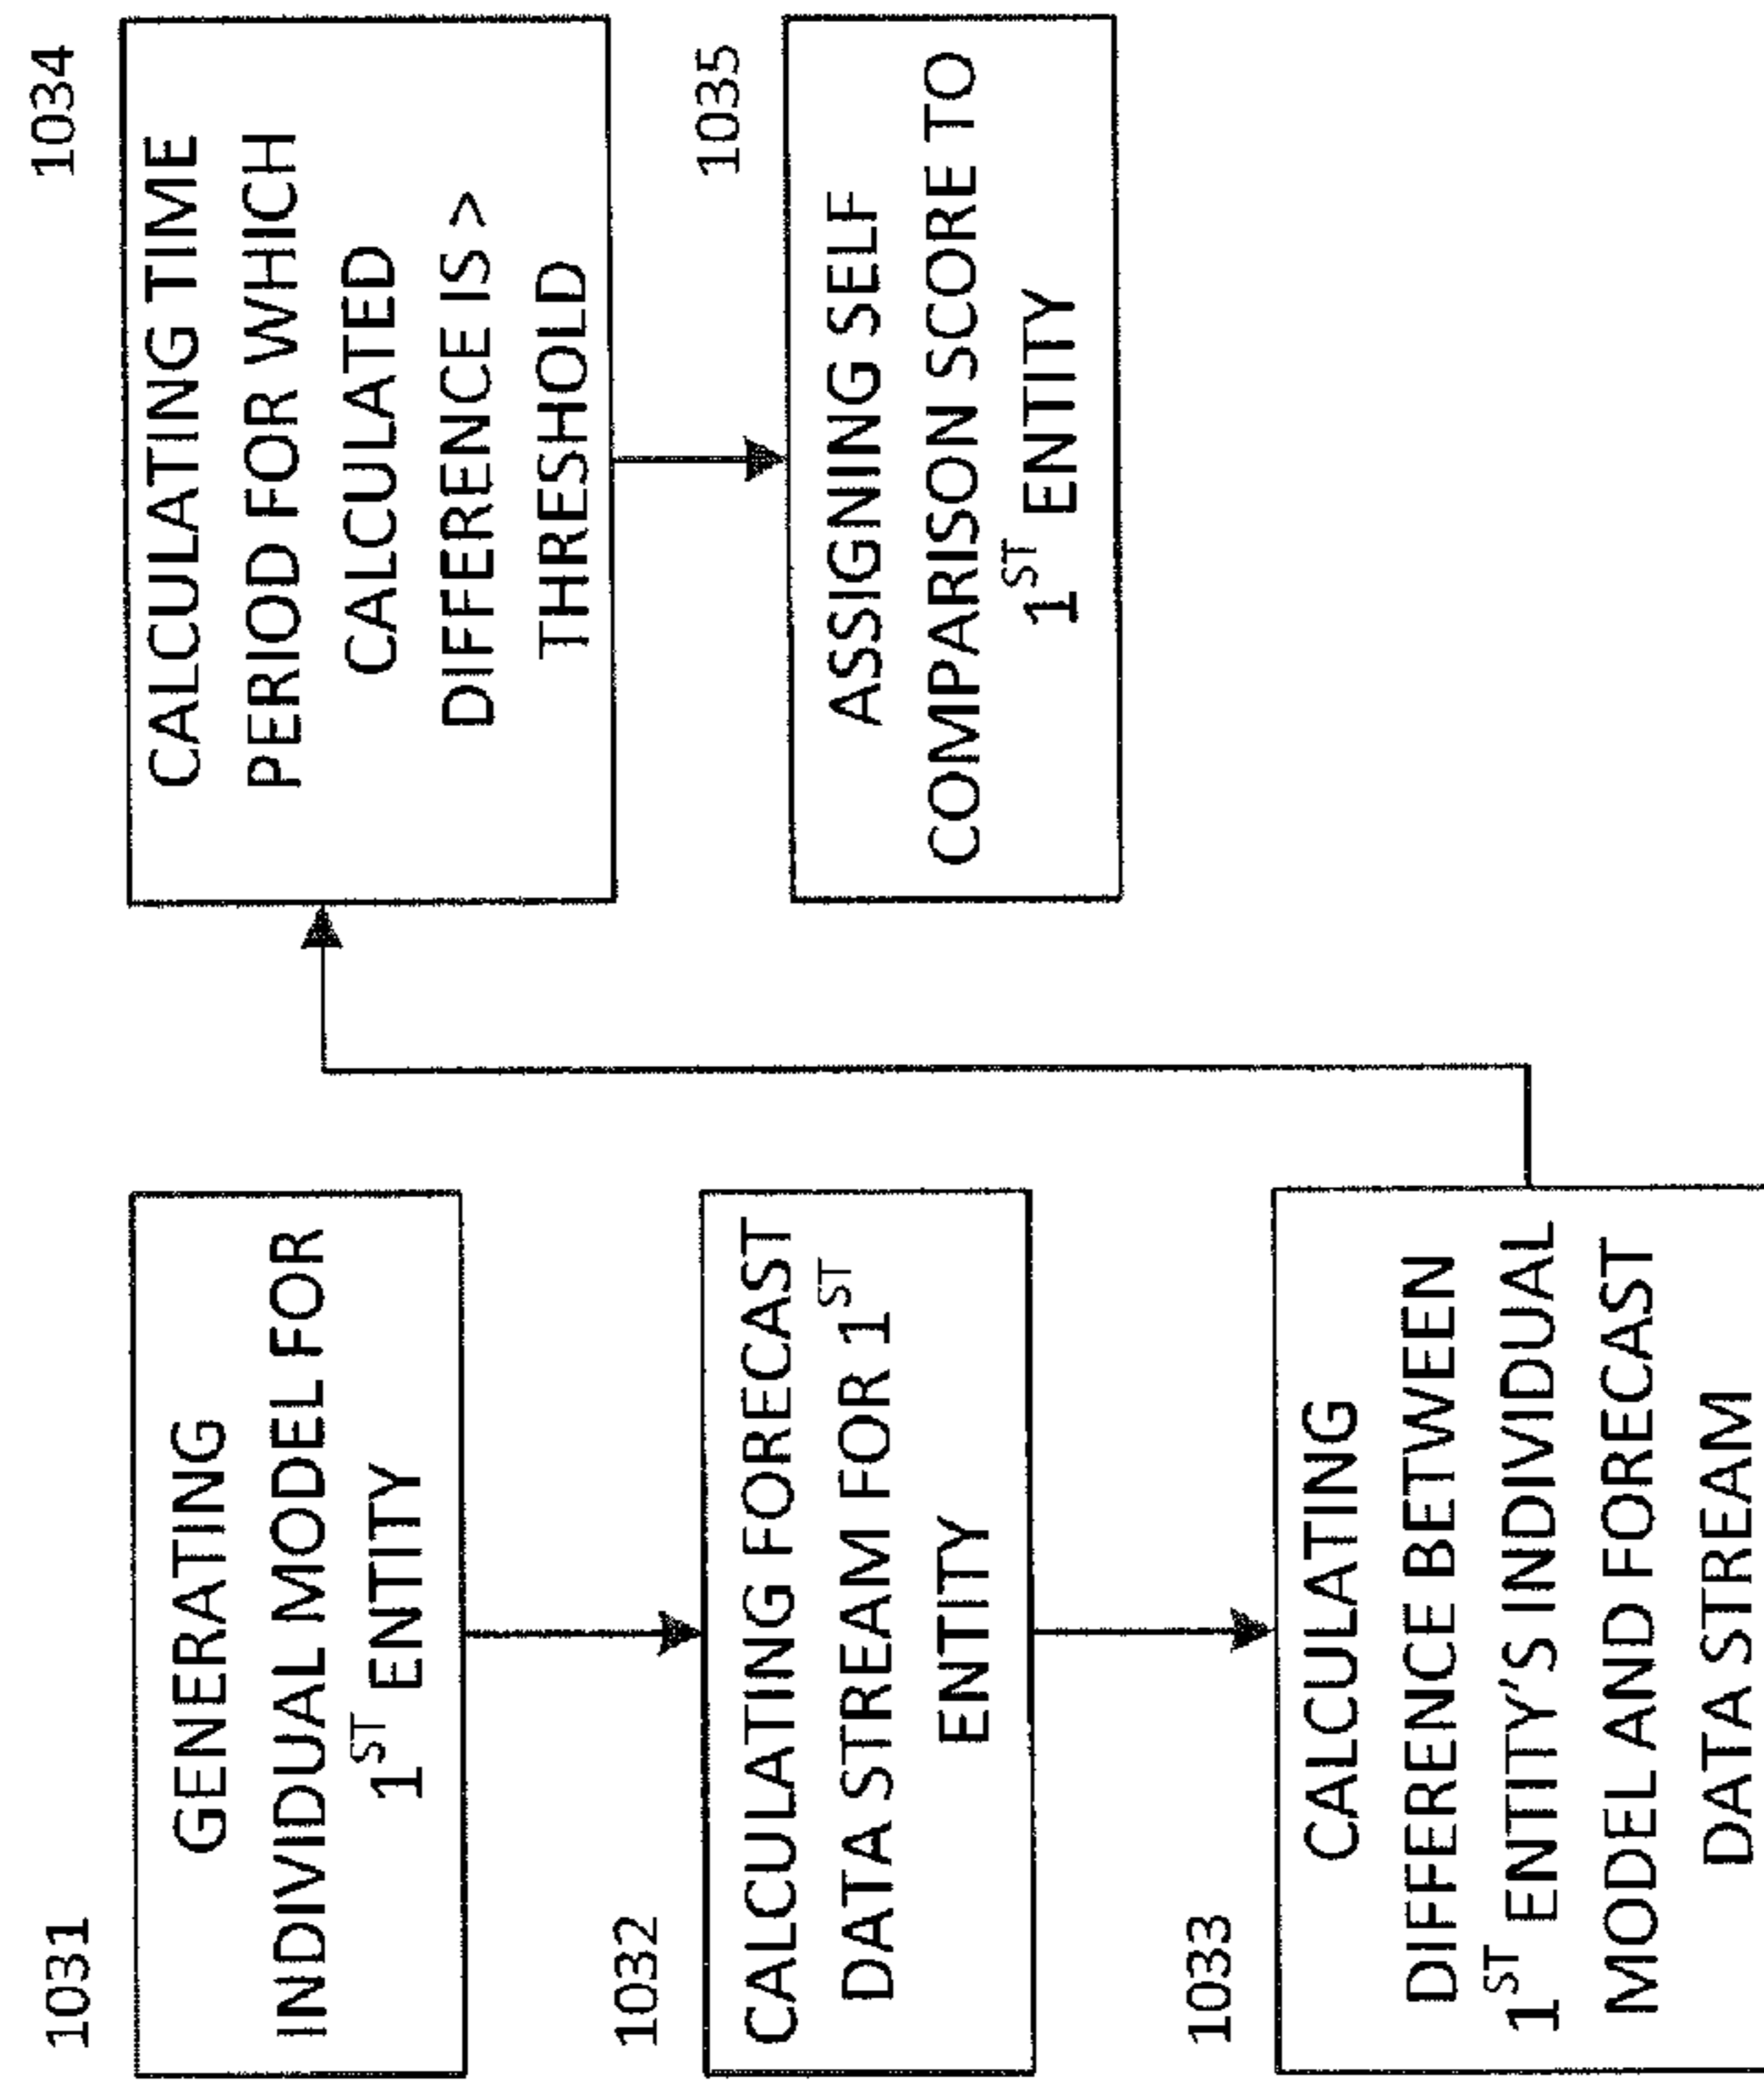 1031
GENERATING
INDIVIDUAL MODEL FOR
1ST ENTITY
1032
CALCULATING FORECAST
DATA STREAM FOR 1ST
ENTITY
1033
CALCULATING
DIFFERENCE BETWEEN
1ST ENTITY’S INDIVIDUAL
MODEL AND FORECAST
DATA STREAM
1034
CALCULATING TIME
PERIOD FOR WHICH
CALCULATED
DIFFERENCE IS >
THRESHOLD
1035
ASSIGNING SELF
COMPARISON SCORE TO
1ST ENTITY